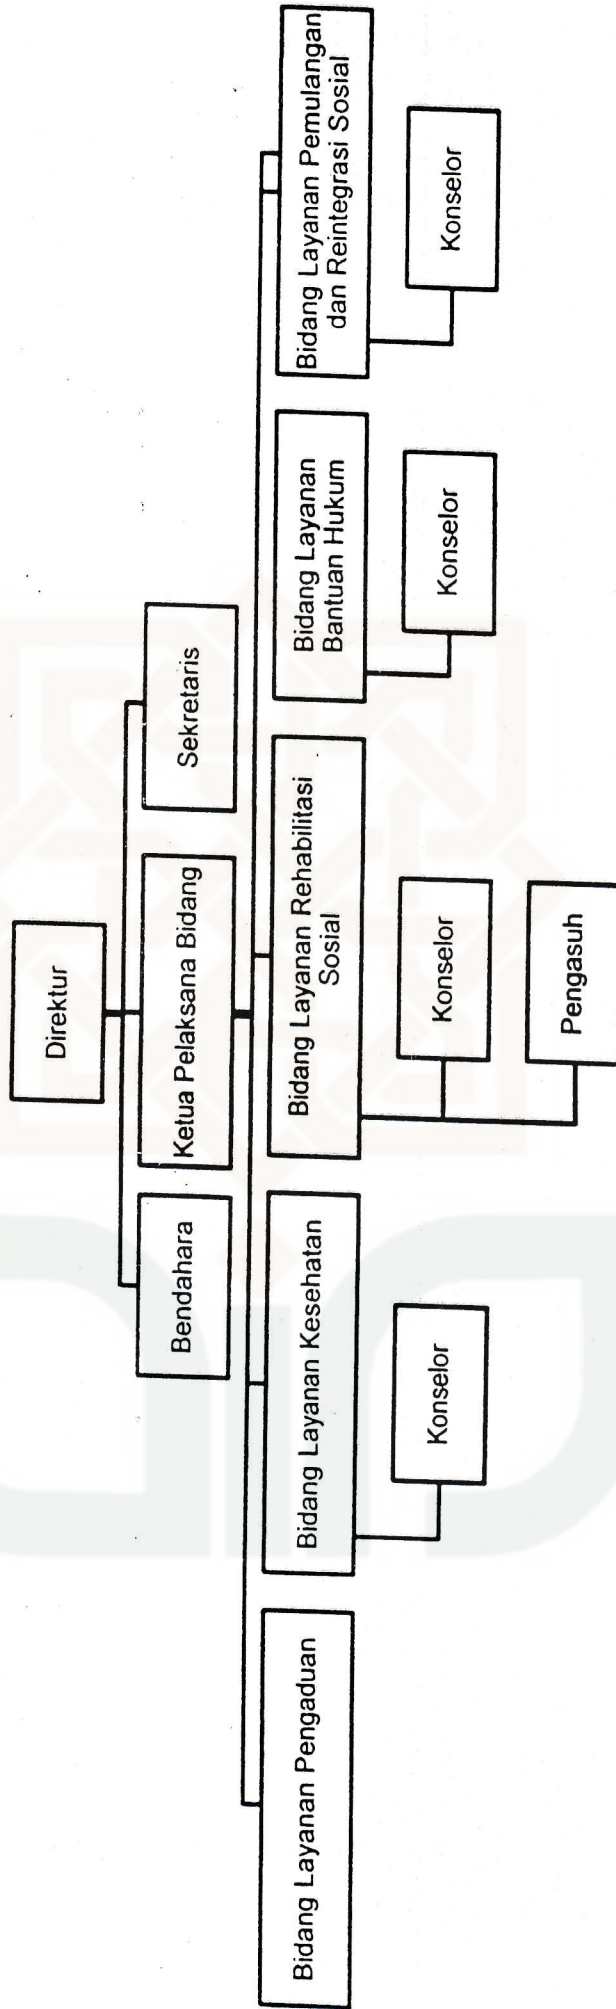 Direktur
Bendahara
Ketua Pelaksana Bidang
Sekretaris
Bidang Layanan Pengaduan
Bidang Layanan Kesehatan
Konselor
Bidang Layanan Rehabilitasi
Sosial
Konselor
Pengasuh
Bidang Layanan
Bantuan Hukum
Konselor
Bidang Layanan Pemulangan
dan Reintegrasi Sosial
Konselor